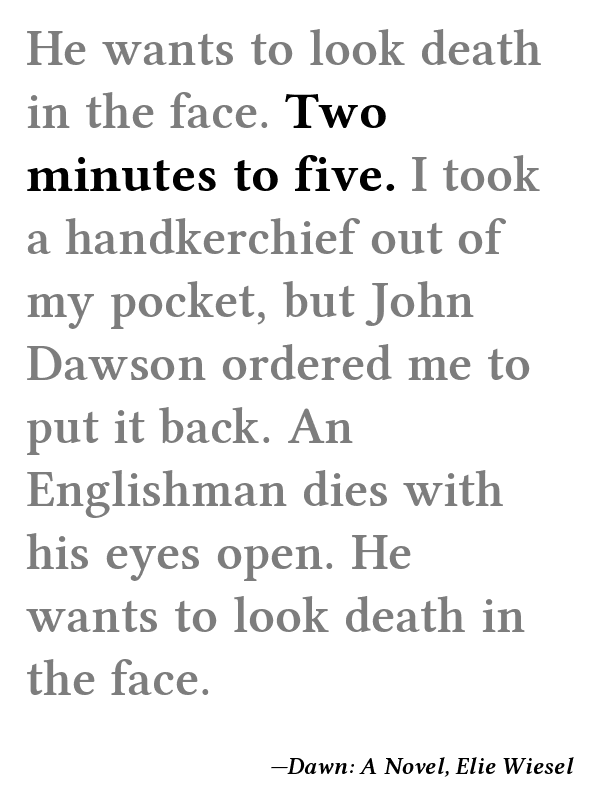 He wants to look death
in the face. Two
minutes to five. I took
a handkerchief out of
my pocket, but John
Dawson ordered me to
put it back. An
Englishman dies with
his eyes open. He
wants to look death in
the face.
—Dawn: A Novel, Elie Wiesel